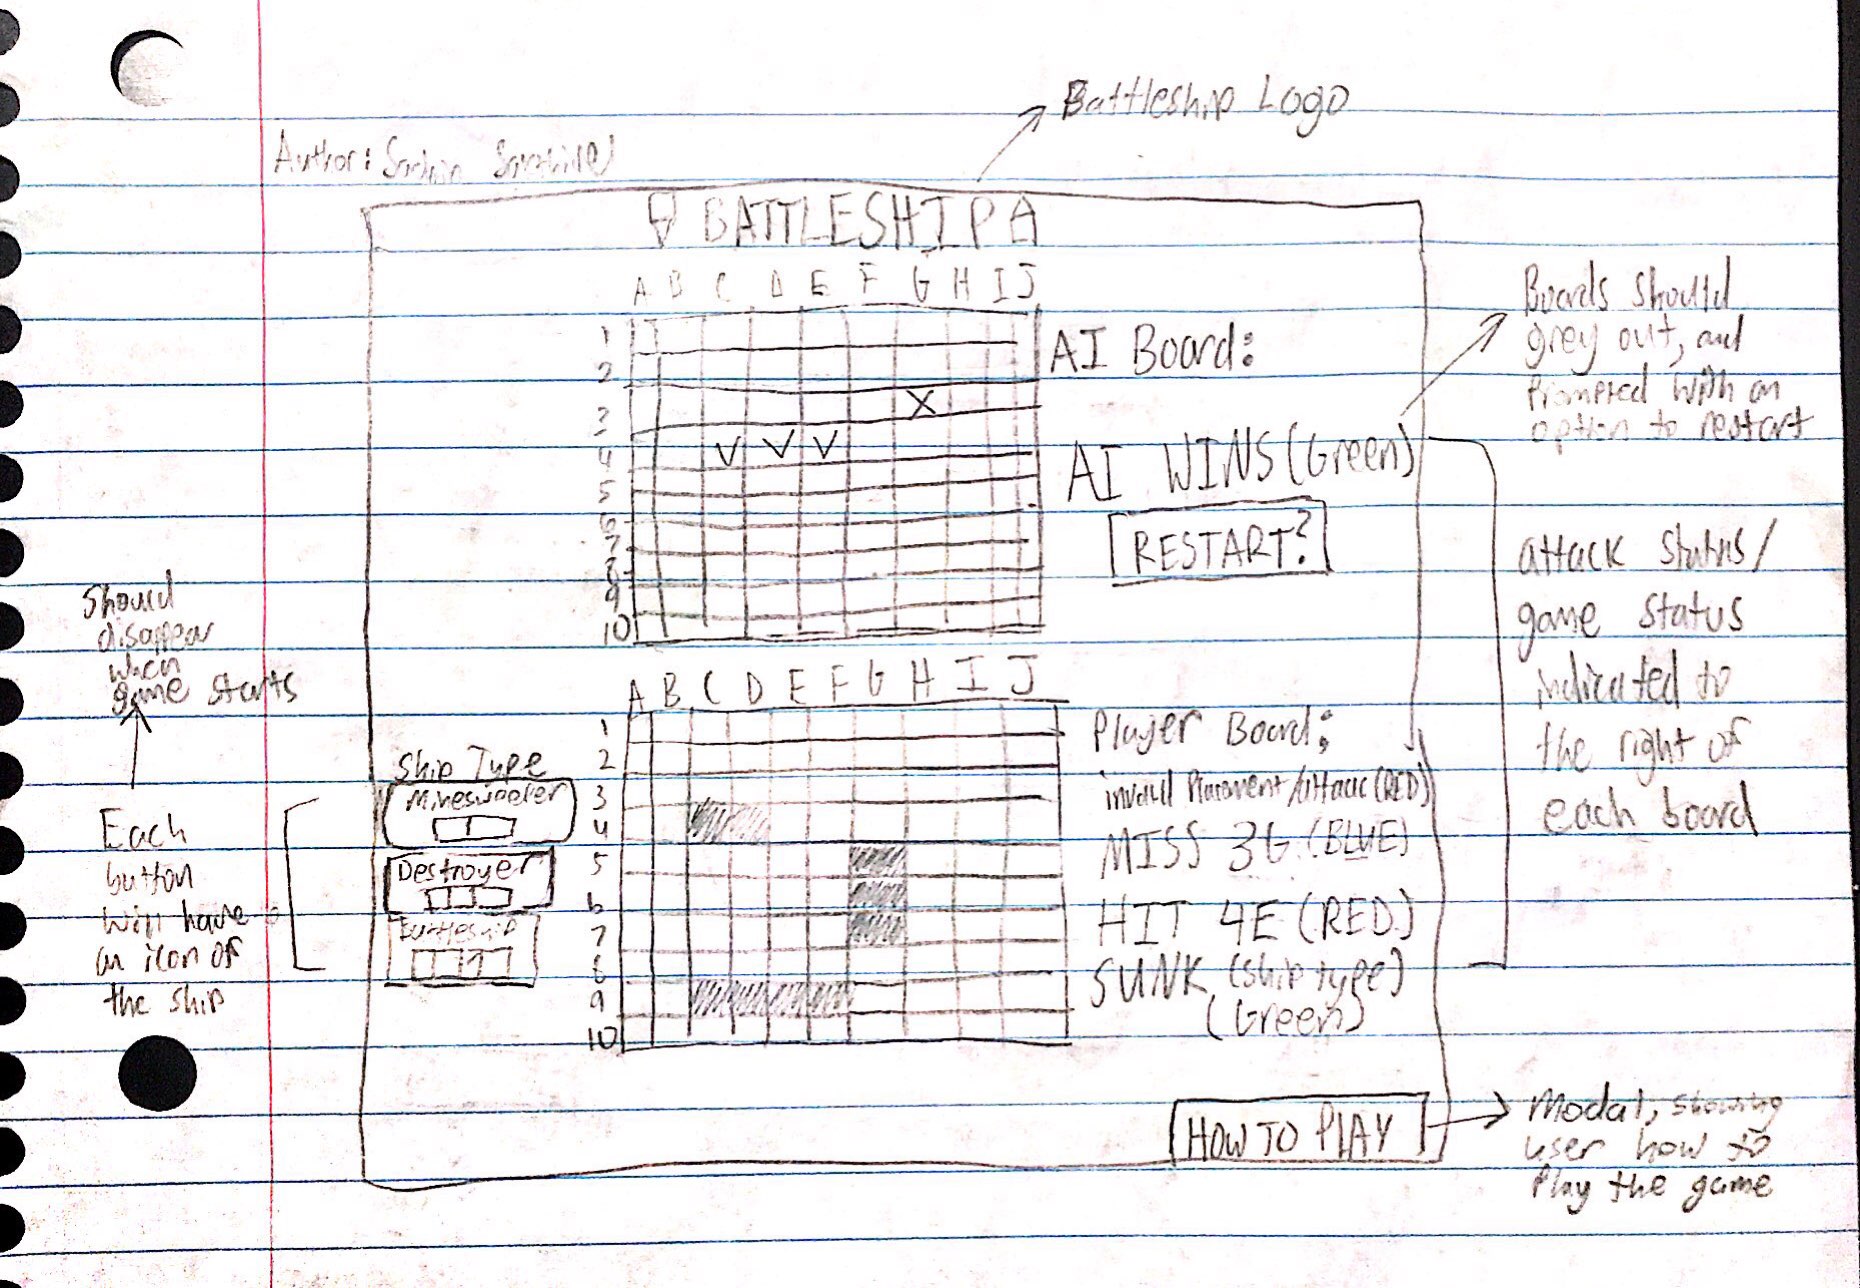 Battleship Logo
Author:
BATTLESHIP
A B C D E F G H I J
1
2
3
4
5
6
7
8
9
10
AI Board:
X
V V V
AI WINS (Green)
RESTART?
Boards should
grey out, and
Prompted with an
option to restart
attack status/
game status
indicated to
the right of
each board
Should
disappear
when
game starts
Each
button
will have
an icon of
the ship
Ship Type
Minesweeper
Destroyer
Battleship
A B C D E F G H I J
1
2
3
4
5
6
7
8
9
10
Player Board:
invalid Placement/attack (RED)
MISS 3G (BLUE)
HIT 4E (RED)
SUNK (ship type)
(Green)
HOW TO PLAY
Modal, showing
user how to
Play the game